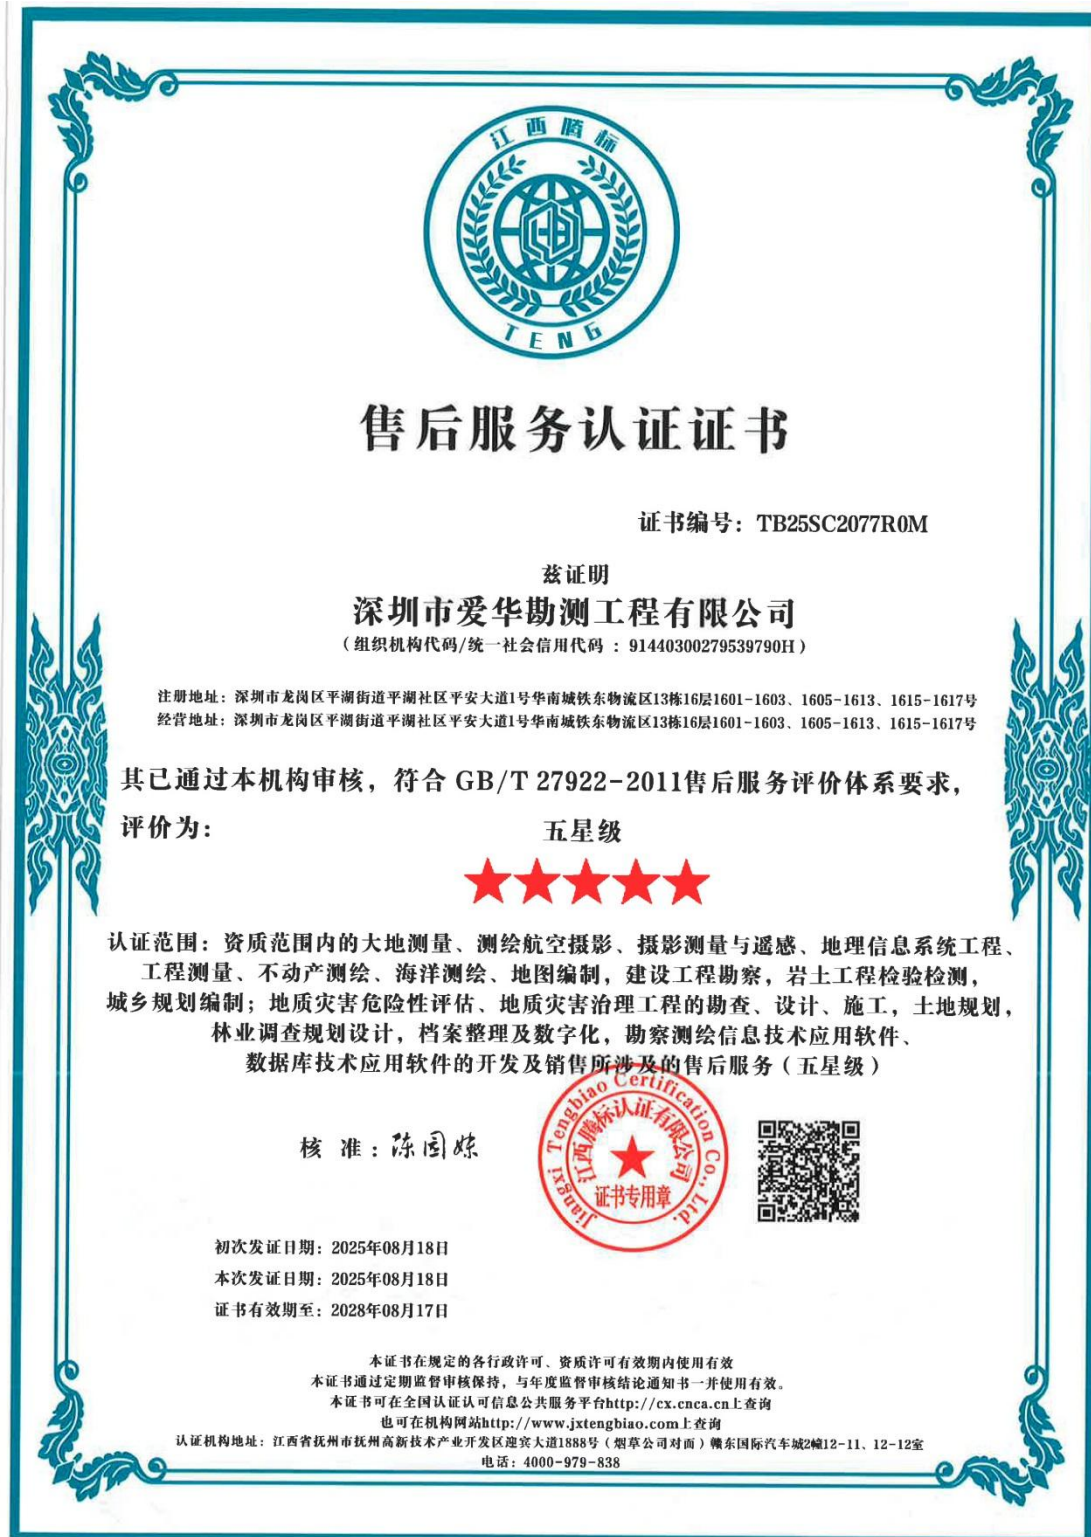 江西腾标
TENG
售后服务认证证书
证书编号：TB25SC2077R0M
兹证明
深圳市爱华勘测工程有限公司
（组织机构代码/统一社会信用代码 ：91440300279539790H）
注册地址：深圳市龙岗区平湖街道平湖社区平安大道1号华南城铁东物流区13栋16层1601-1603、1605-1613、1615-1617号
经营地址：深圳市龙岗区平湖街道平湖社区平安大道1号华南城铁东物流区13栋16层1601-1603、1605-1613、1615-1617号
其已通过本机构审核，符合 GB/T 27922-2011售后服务评价体系要求，
评价为： 五星级
认证范围：资质范围内的大地测量、测绘航空摄影、摄影测量与遥感、地理信息系统工程、
工程测量、不动产测绘、海洋测绘、地图编制，建设工程勘察，岩土工程检验检测，
城乡规划编制；地质灾害危险性评估、地质灾害治理工程的勘查、设计、施工，土地规划，
林业调查规划设计，档案整理及数字化，勘察测绘信息技术应用软件、
数据库技术应用软件的开发及销售所涉及的售后服务（五星级）
Jiangxi Tengbiao Certification Co., Ltd.
江西腾标认证有限公司
证书专用章
核 准：陈园妹
初次发证日期：2025年08月18日
本次发证日期：2025年08月18日
证书有效期至：2028年08月17日
本证书在规定的各行政许可、资质许可有效期内使用有效
本证书通过定期监督审核保持，与年度监督审核结论通知书一并使用有效。
本证书可在全国认证认可信息公共服务平台http://cx.cnca.cn上查询
也可在机构网站http://www.jxtengbiao.com上查询
认证机构地址：江西省抚州市抚州高新技术产业开发区迎宾大道1888号（烟草公司对面）赣东国际汽车城2幢12-11、12-12室
电话：4000-979-838